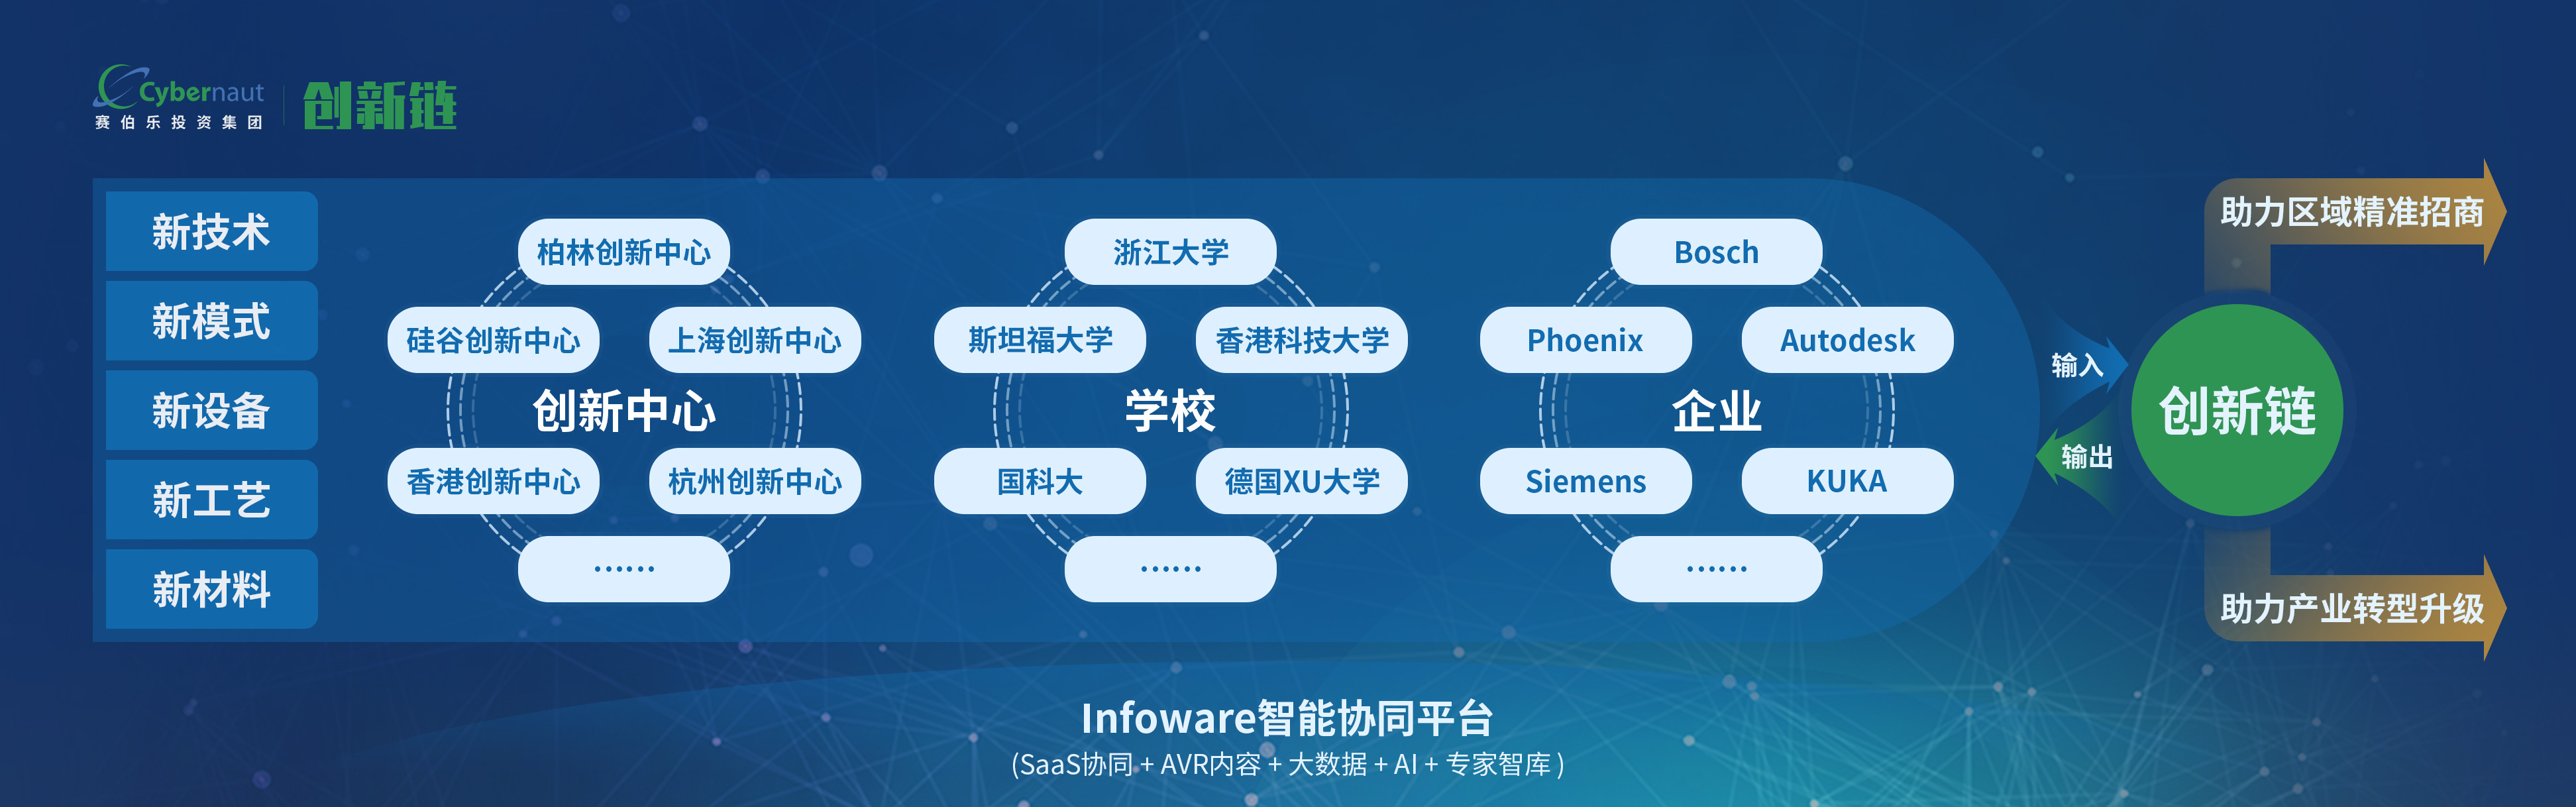 Cybernaut
赛伯乐投资集团
创新链
新技术
新模式
新设备
新工艺
新材料
柏林创新中心
硅谷创新中心
上海创新中心
创新中心
香港创新中心
杭州创新中心
……
浙江大学
斯坦福大学
香港科技大学
学校
国科大
德国XU大学
……
Bosch
Phoenix
Autodesk
企业
Siemens
KUKA
……
输入
输出
创新链
助力区域精准招商
助力产业转型升级
Infoware智能协同平台
(SaaS协同 + AVR内容 + 大数据 + AI + 专家智库 )